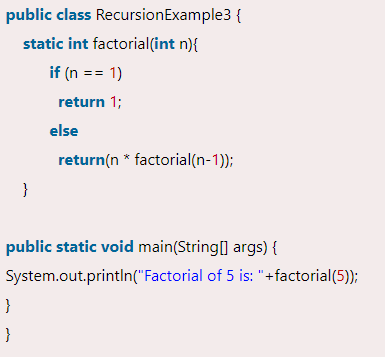 public class RecursionExample3 {
static int factorial(int n){
if (n == 1)
return 1;
else
return(n * factorial(n-1));
}
public static void main(String[] args) {
System.out.println("Factorial of 5 is: "+factorial(5));
}
}